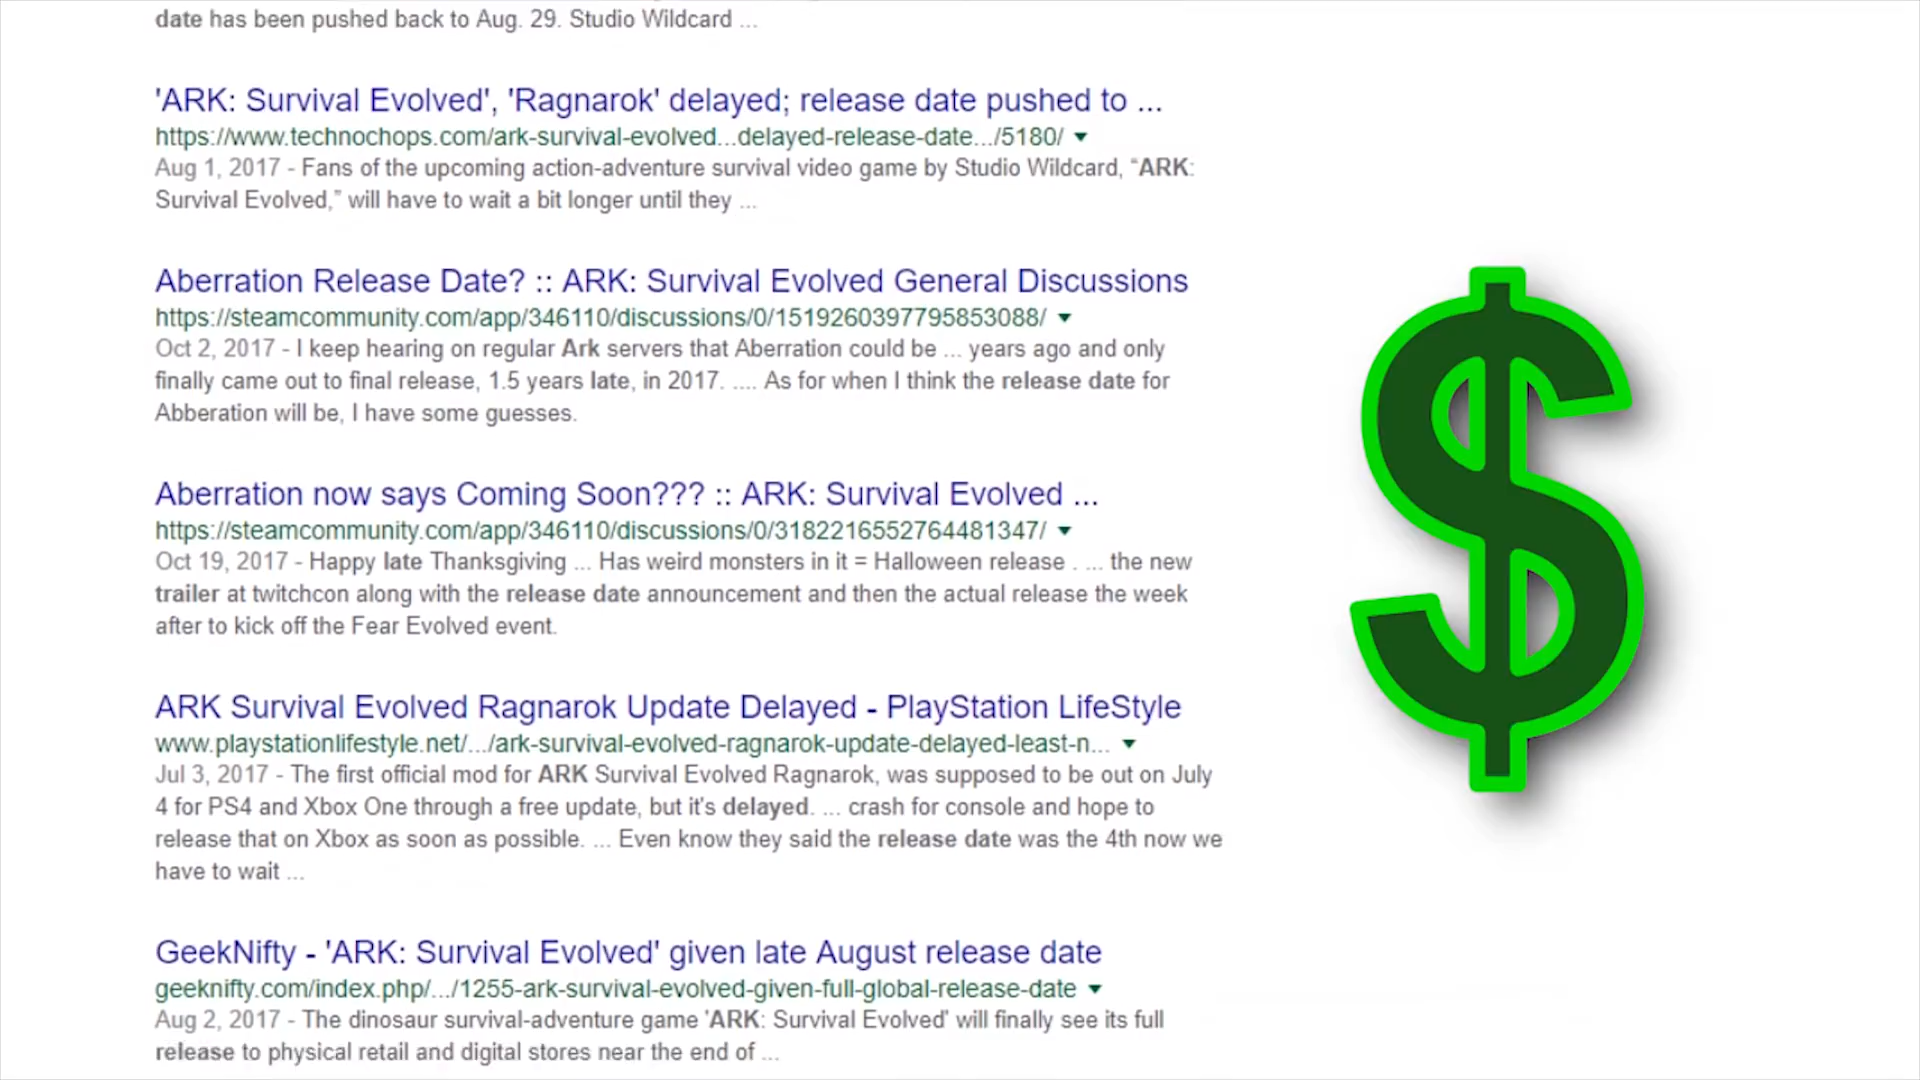 date has been pushed back to Aug. 29. Studio Wildcard ...
'ARK: Survival Evolved', 'Ragnarok' delayed; release date pushed to ...
https://www.technochops.com/ark-survival-evolved...delayed-release-date.../5180/ ▼
Aug 1, 2017 - Fans of the upcoming action-adventure survival video game by Studio Wildcard, “ARK:
Survival Evolved,” will have to wait a bit longer until they ...
Aberration Release Date? :: ARK: Survival Evolved General Discussions
https://steamcommunity.com/app/346110/discussions/0/1519260397795853088/ ▼
Oct 2, 2017 - I keep hearing on regular Ark servers that Aberration could be ... years ago and only
finally came out to final release, 1.5 years late, in 2017. .... As for when I think the release date for
Abberation will be, I have some guesses.
Aberration now says Coming Soon??? :: ARK: Survival Evolved ...
https://steamcommunity.com/app/346110/discussions/0/3182216552764481347/ ▼
Oct 19, 2017 - Happy late Thanksgiving ... Has weird monsters in it = Halloween release . ... the new
trailer at twitchcon along with the release date announcement and then the actual release the week
after to kick off the Fear Evolved event.
ARK Survival Evolved Ragnarok Update Delayed - PlayStation LifeStyle
www.playstationlifestyle.net/.../ark-survival-evolved-ragnarok-update-delayed-least-n... ▼
Jul 3, 2017 - The first official mod for ARK Survival Evolved Ragnarok, was supposed to be out on July
4 for PS4 and Xbox One through a free update, but it's delayed. ... crash for console and hope to
release that on Xbox as soon as possible. ... Even know they said the release date was the 4th now we
have to wait ...
GeekNifty - 'ARK: Survival Evolved' given late August release date
geeknifty.com/index.php/.../1255-ark-survival-evolved-given-full-global-release-date ▼
Aug 2, 2017 - The dinosaur survival-adventure game 'ARK: Survival Evolved' will finally see its full
release to physical retail and digital stores near the end of ...
$